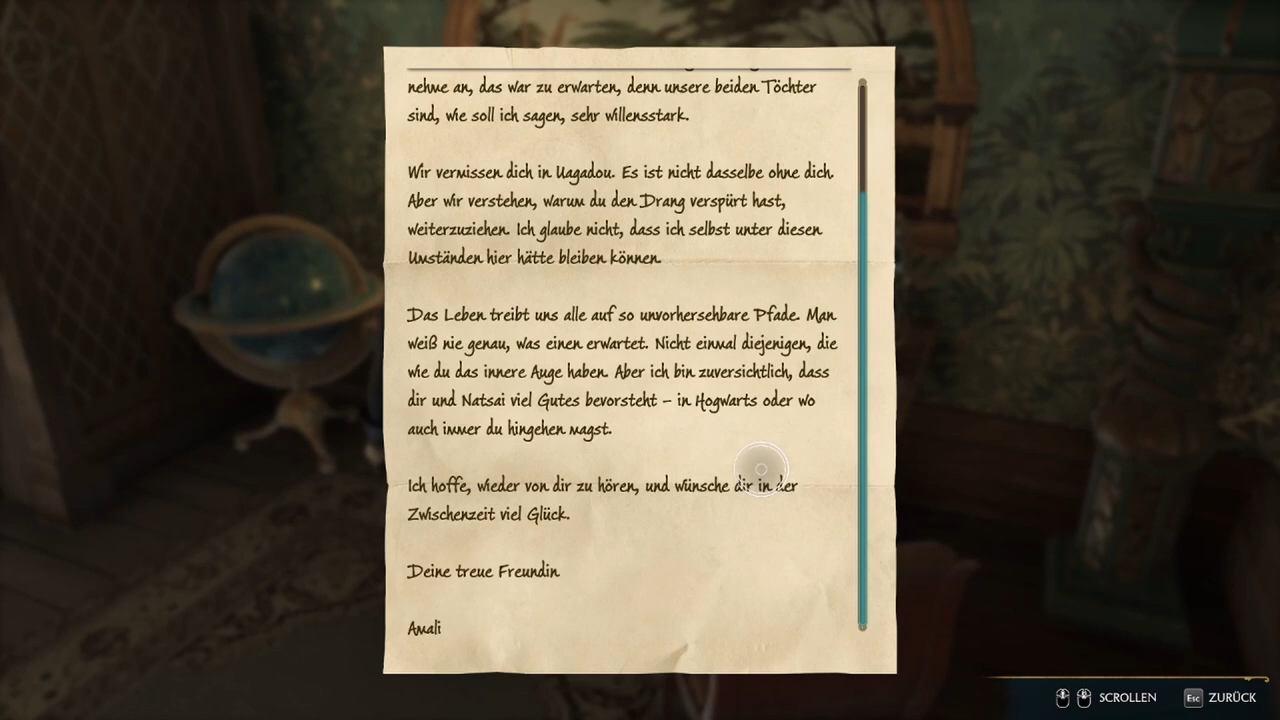 nehme an, das war zu erwarten, denn unsere beiden Töchter
sind, wie soll ich sagen, sehr willensstark.
Wir vermissen dich in Uagadou. Es ist nicht dasselbe ohne dich.
Aber wir verstehen, warum du den Drang verspürt hast,
weiterzuziehen. Ich glaube nicht, dass ich selbst unter diesen
Umständen hier hätte bleiben können.
Das Leben treibt uns alle auf so unvorhersehbare Pfade. Man
weiß nie genau, was einen erwartet. Nicht einmal diejenigen, die
wie du das innere Auge haben. Aber ich bin zuversichtlich, dass
dir und Natsai viel Gutes bevorsteht – in Hogwarts oder wo
auch immer du hingehen magst.
Ich hoffe, wieder von dir zu hören, und wünsche dir in der
Zwischenzeit viel Glück.
Deine treue Freundin
Amali
SCROLLEN
Esc ZURÜCK